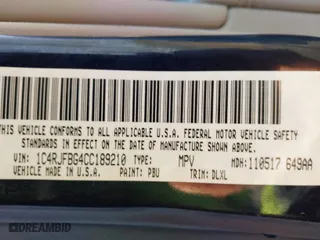 THIS VEHICLE CONFORMS TO ALL APPLICABLE U.S.A. FEDERAL MOTOR VEHICLE SAFETY
STANDARDS IN EFFECT ON THE DATE OF MANUFACTURE SHOWN ABOVE.
VIN: 1C4RJFBG4CC189210 TYPE: MPV MDH: 110517 649AA
VEHICLE MADE IN U.S.A. PAINT: PBU TRIM: DLXL
DREAMBID.COM